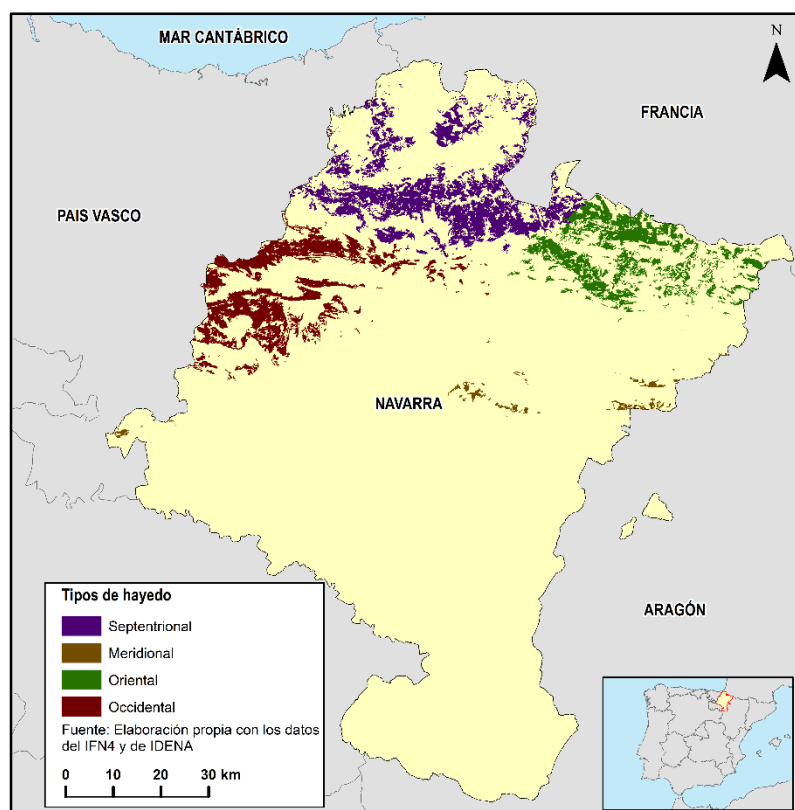 MAR CANTÁBRICO
N
FRANCIA
PAIS VASCO
NAVARRA
ARAGÓN
Tipos de hayedo
Septentrional
Meridional
Oriental
Occidental
Fuente: Elaboración propia con los datos
del IFN4 y de IDENA
0 10 20 30 km